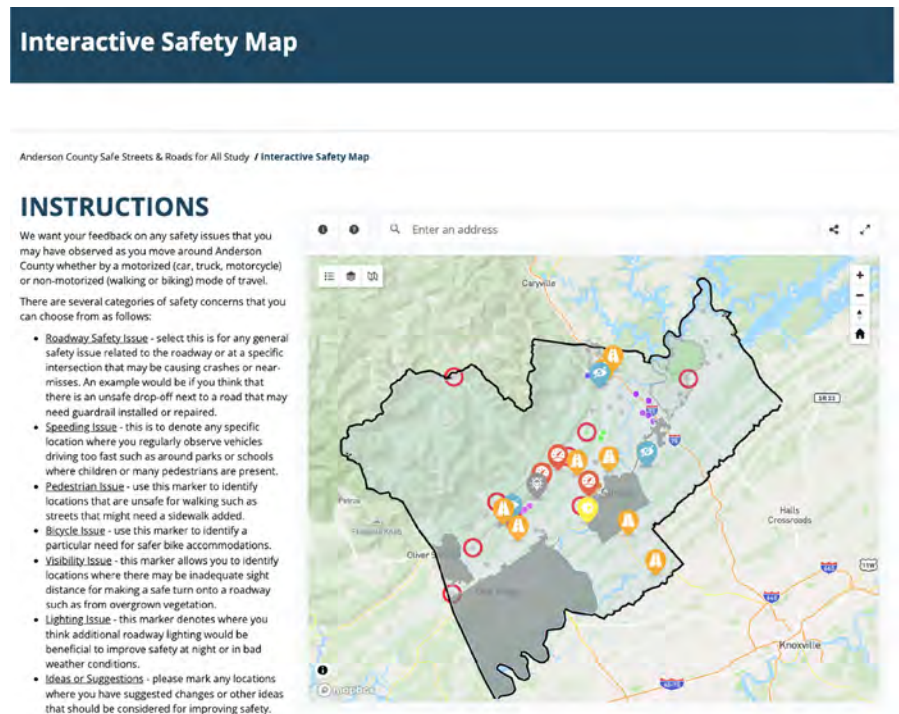 Interactive Safety Map
Anderson County Safe Streets & Roads for All Study / Interactive Safety Map
INSTRUCTIONS
We want your feedback on any safety issues that you
may have observed as you move around Anderson
County whether by a motorized (car, truck, motorcycle)
or non-motorized (walking or biking) mode of travel.
There are several categories of safety concerns that you
can choose from as follows:
• Roadway Safety Issue - select this is for any general
safety issue related to the roadway or at a specific
intersection that may be causing crashes or near-
misses. An example would be if you think that
there is an unsafe drop-off next to a road that may
need guardrail installed or repaired.
• Speeding Issue - this is to denote any specific
location where you regularly observe vehicles
driving too fast such as around parks or schools
where children or many pedestrians are present.
• Pedestrian Issue - use this marker to identify
locations that are unsafe for walking such as
streets that might need a sidewalk added.
• Bicycle Issue - use this marker to identify a
particular need for safer bike accommodations.
• Visibility Issue - this marker allows you to identify
locations where there may be inadequate sight
distance for making a safe turn onto a roadway
such as from overgrown vegetation.
• Lighting Issue - this marker denotes where you
think additional roadway lighting would be
beneficial to improve safety at night or in bad
weather conditions.
• Ideas or Suggestions - please mark any locations
where you have suggested changes or other ideas
that should be considered for improving safety.
Enter an address
Caryville
SR 33
75
Petros
Halls
Crossroads
Oliver
Oak Ridge
11W
640
Knoxville
mapbox